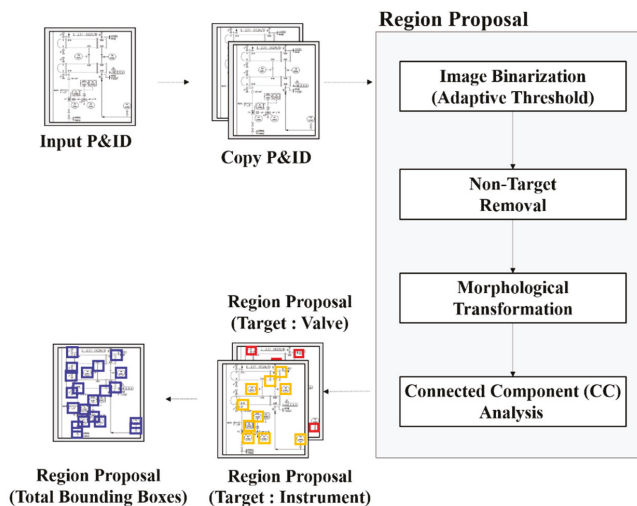 Region Proposal
Image Binarization
(Adaptive Threshold)
Input P&ID
Copy P&ID
Non-Target
Removal
Morphological
Transformation
Region Proposal
(Target : Valve)
Connected Component (CC)
Analysis
Region Proposal
(Total Bounding Boxes)
Region Proposal
(Target : Instrument)